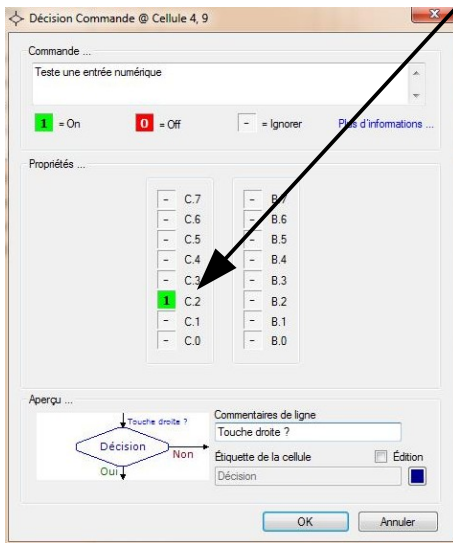 Décision Commande @ Cellule 4, 9
Commande ...
Teste une entrée numérique
1 = On 0 = Off - = Ignorer Plus d'informations ...
Propriétés ...
- C.7 - B.7
- C.6 - B.6
- C.5 - B.5
- C.4 - B.4
- C.3 - B.3
1 C.2 - B.2
- C.1 - B.1
- C.0 - B.0
Aperçu ...
Touche droite ?
Décision
Non
Oui
Commentaires de ligne
Touche droite ?
Étiquette de la cellule Édition
Décision
OK Annuler